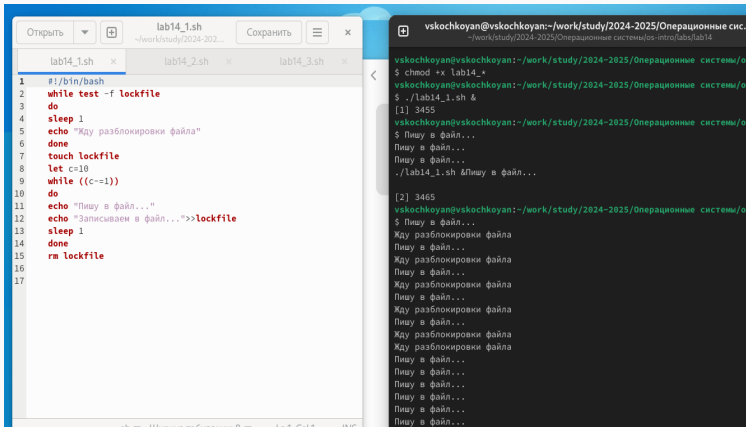 Открыть
lab14_1.sh
~/work/study/2024-202...
Сохранить
lab14_1.sh
lab14_2.sh
lab14_3.sh
1 #!/bin/bash
2 while test -f lockfile
3 do
4 sleep 1
5 echo "Жду разблокировки файла"
6 done
7 touch lockfile
8 let c=10
9 while ((c-=1))
10 do
11 echo "Пишу в файл..."
12 echo "Записываем в файл...">>lockfile
13 sleep 1
14 done
15 rm lockfile
16
17
vskochkoyan@vskochkoyan:~/work/study/2024-2025/Операционные сис...
~/work/study/2024-2025/Операционные системы/os-intro/labs/lab14
vskochkoyan@vskochkoyan:~/work/study/2024-2025/Операционные системы/o
$ chmod +x lab14_*
vskochkoyan@vskochkoyan:~/work/study/2024-2025/Операционные системы/o
$ ./lab14_1.sh &
[1] 3455
vskochkoyan@vskochkoyan:~/work/study/2024-2025/Операционные системы/o
$ Пишу в файл...
Пишу в файл...
Пишу в файл...
./lab14_1.sh &Пишу в файл...
[2] 3465
vskochkoyan@vskochkoyan:~/work/study/2024-2025/Операционные системы/o
$ Пишу в файл...
Жду разблокировки файла
Пишу в файл...
Жду разблокировки файла
Пишу в файл...
Жду разблокировки файла
Пишу в файл...
Жду разблокировки файла
Пишу в файл...
Жду разблокировки файла
Жду разблокировки файла
Пишу в файл...
Пишу в файл...
Пишу в файл...
Пишу в файл...
Пишу в файл...
Пишу в файл...